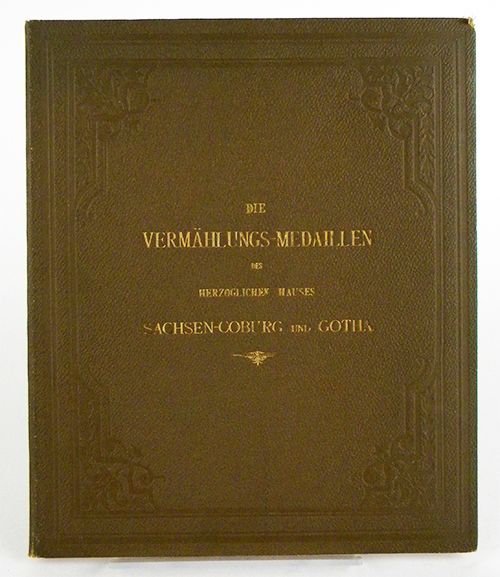 DIE
VERMÄHLUNGS-MEDAILLEN
DES
HERZOGLICHEN HAUSES
SACHSEN-COBURG UND GOTHA